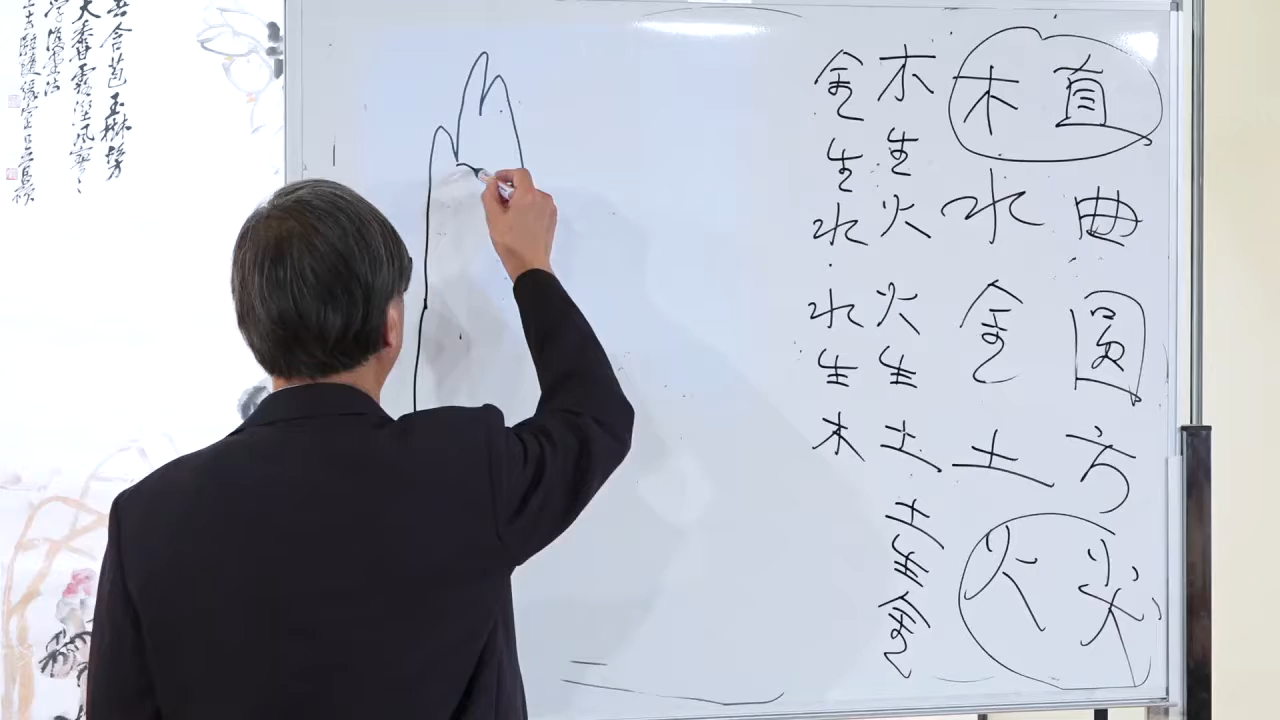 木直
水曲
金圆
土方
火尖
木生火
火生土
土生金
金生水
水生木